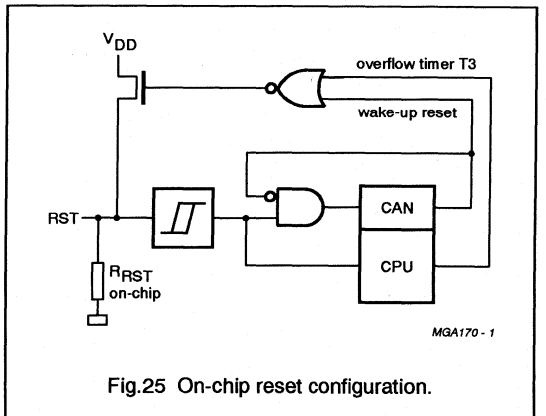 VDD
overflow timer T3
wake-up reset
RST
CAN
CPU
RRST
on-chip
MGA170 - 1
Fig.25 On-chip reset configuration.